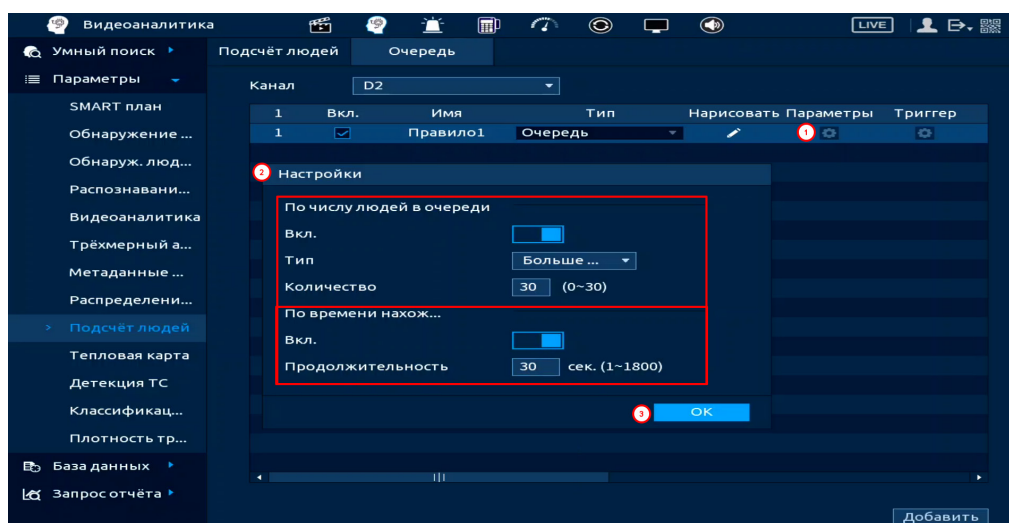 Видеоаналитика LIVE
Умный поиск Подсчёт людей Очередь
Параметры
Канал D2
SMART план
1 Вкл. Имя Тип Нарисовать Параметры Триггер
Обнаружение ...
1 Правило1 Очередь 1
Обнаруж. люд...
2 Настройки
Распознавани...
По числу людей в очереди
Видеоаналитика
Вкл.
Трёхмерный а...
Тип Больше ...
Метаданные ...
Количество 30 (0~30)
Распределени...
По времени нахож...
Подсчёт людей
Вкл.
Тепловая карта
Продолжительность 30 сек. (1~1800)
Детекция ТС
Классификац...
3 OK
Плотность тр...
База данных
Запрос отчёта
Добавить